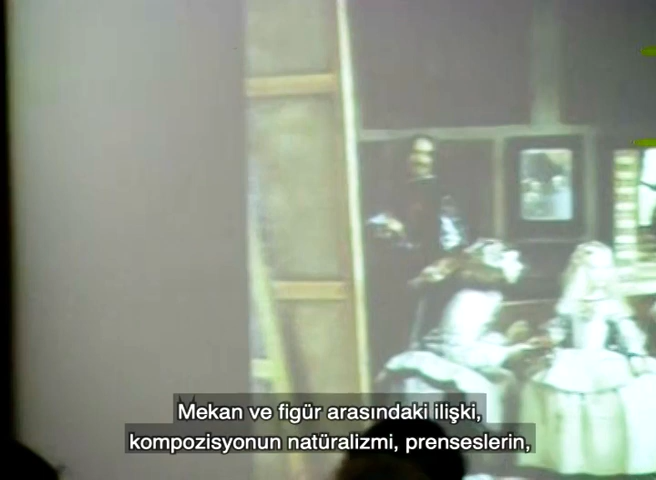 Mekan ve figür arasındaki ilişki,
kompozisyonun natüralizmi, prenseslerin,